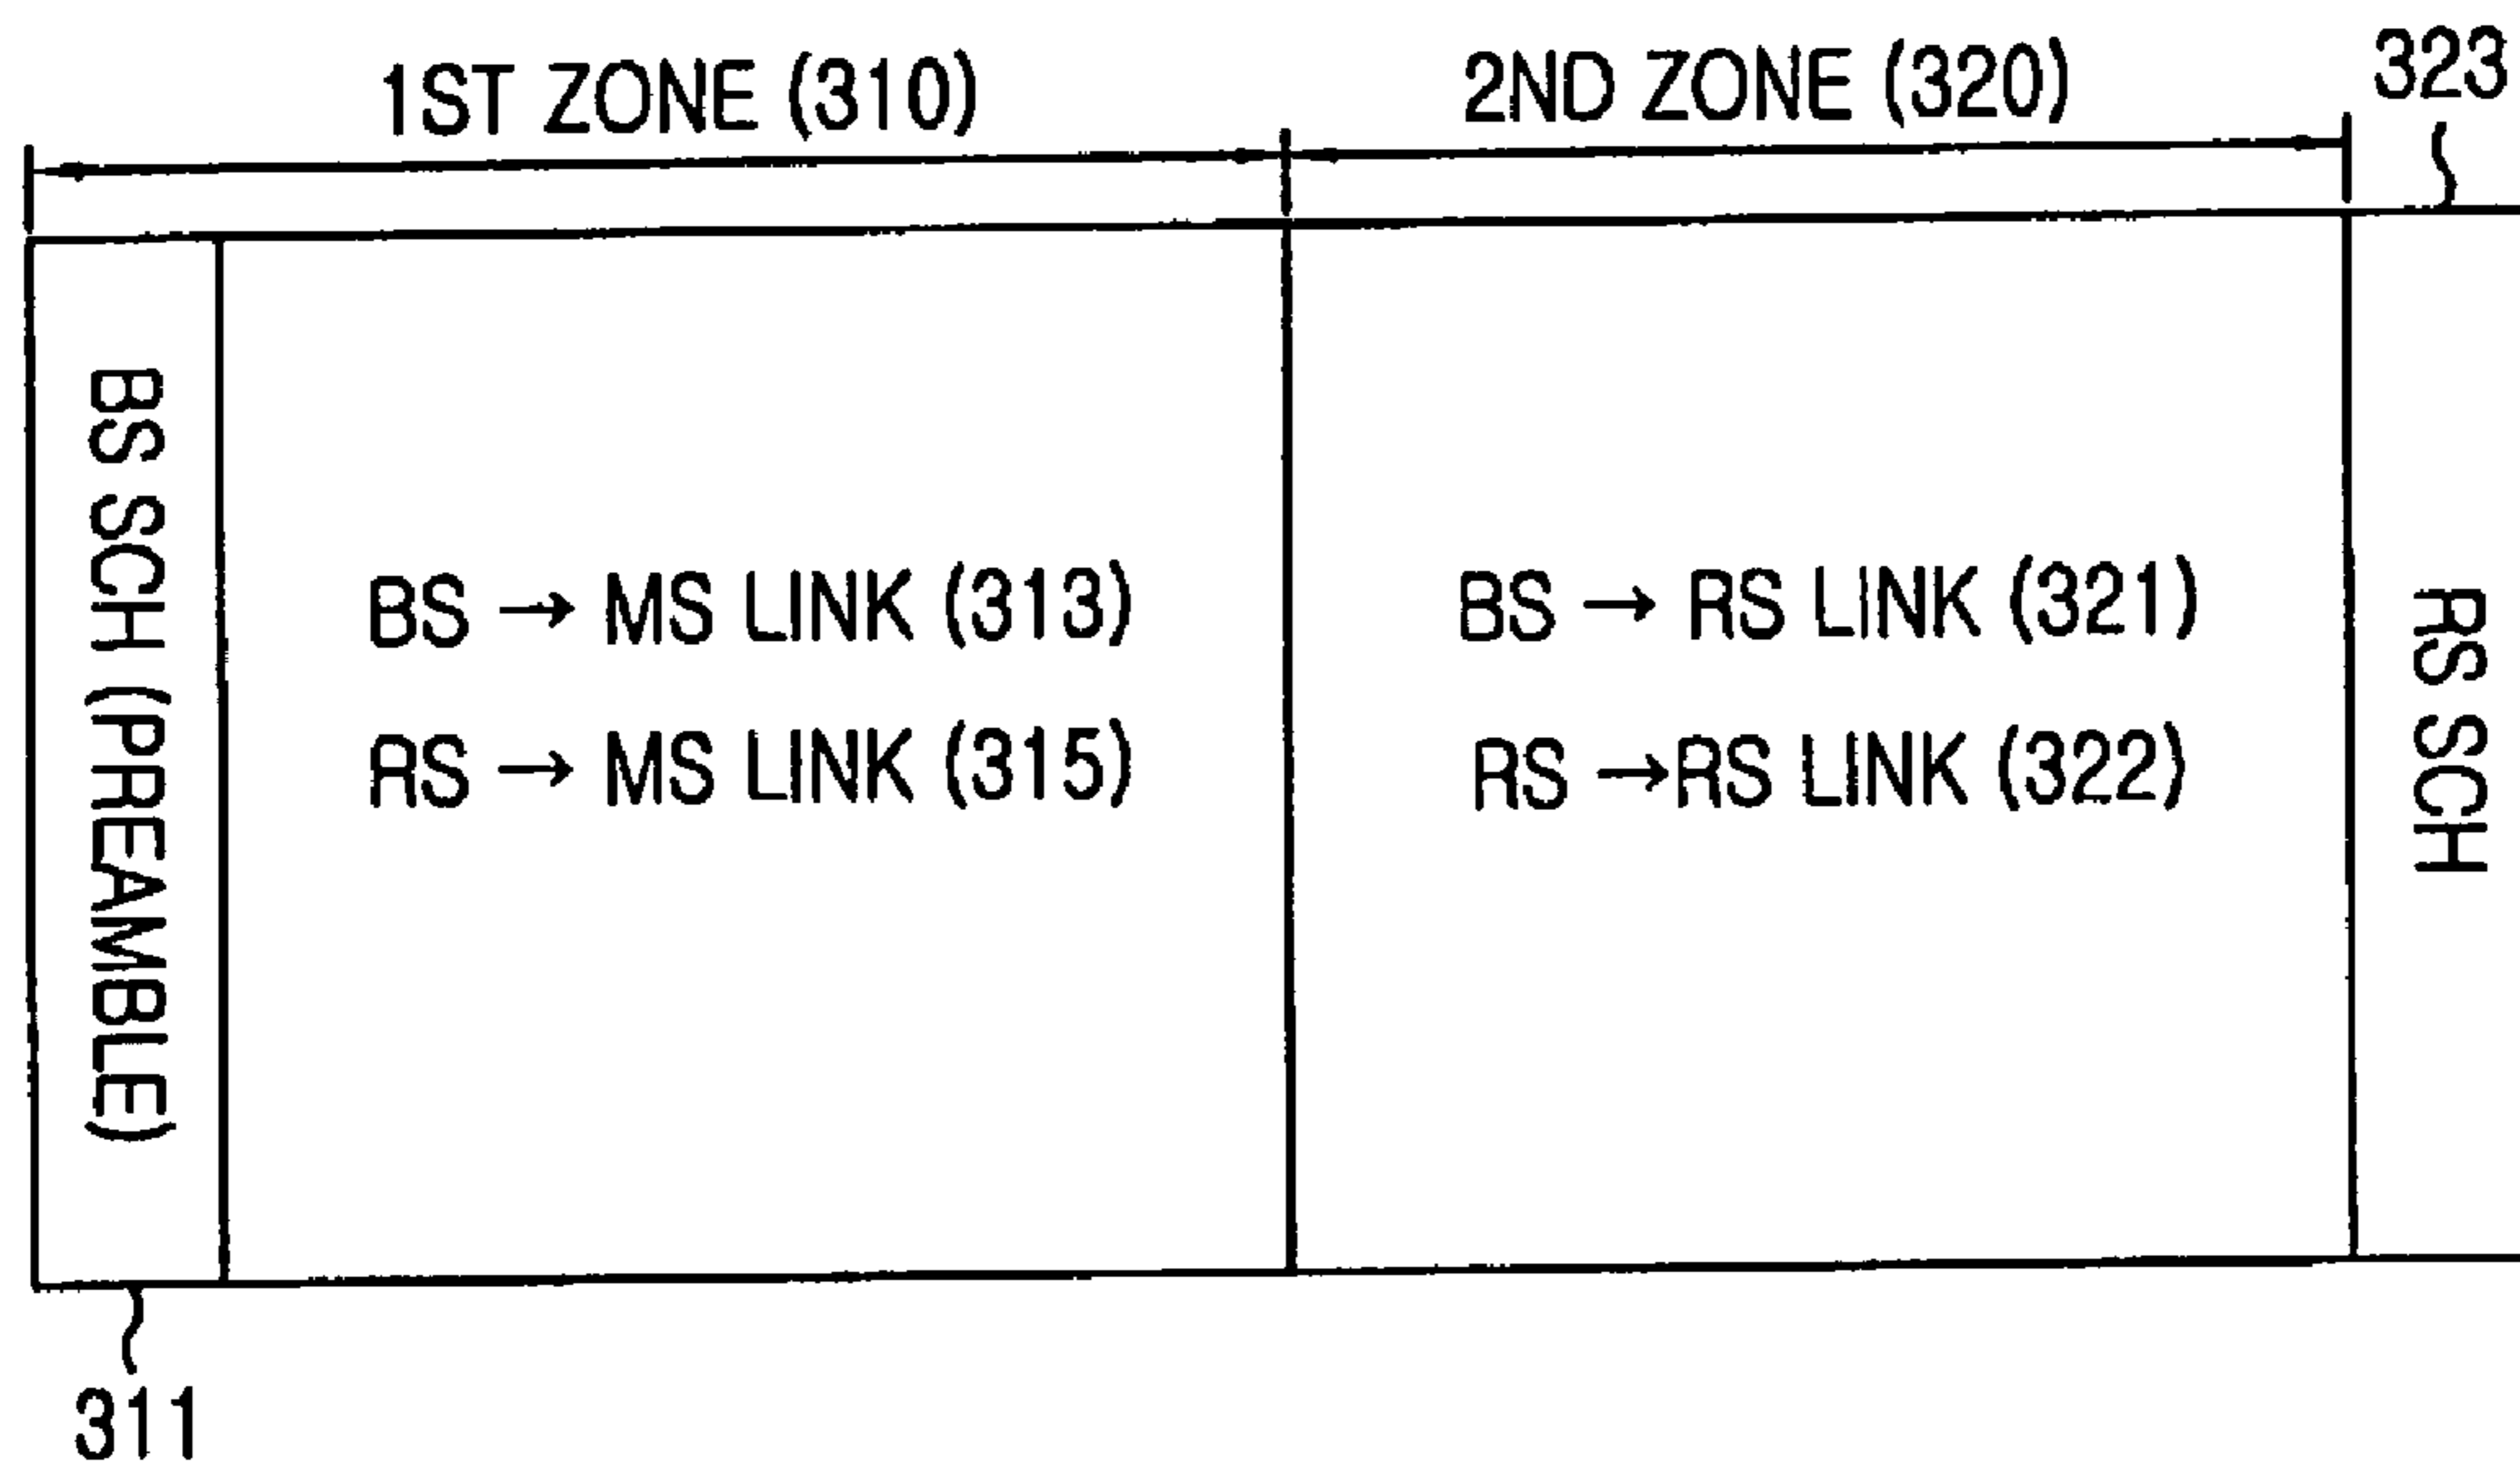 1ST ZONE (310)
2ND ZONE (320)
323
BS SCH (PREAMBLE)
BS → MS LINK (313)
RS → MS LINK (315)
BS → RS LINK (321)
RS →RS LINK (322)
RS SCH
311